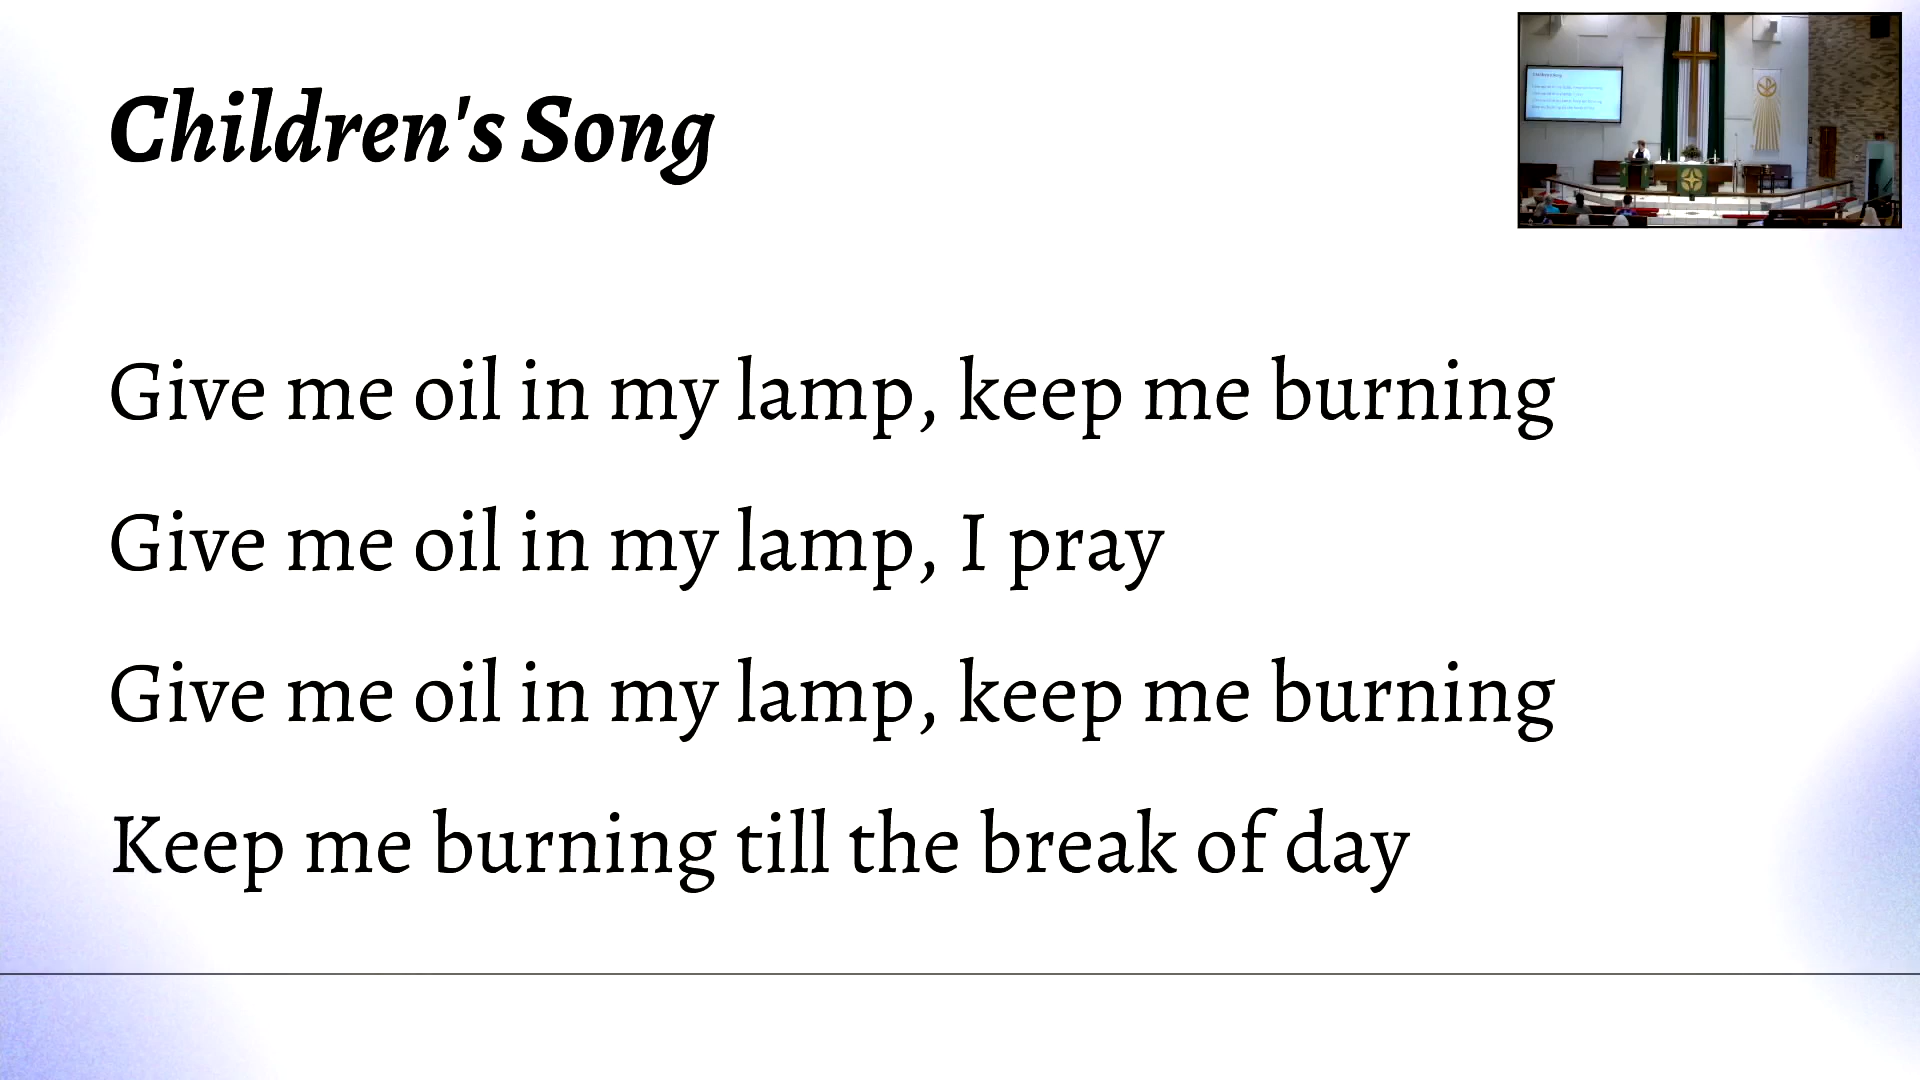 Children's Song
Give me oil in my lamp, keep me burning
Give me oil in my lamp, I pray
Give me oil in my lamp, keep me burning
Keep me burning till the break of day